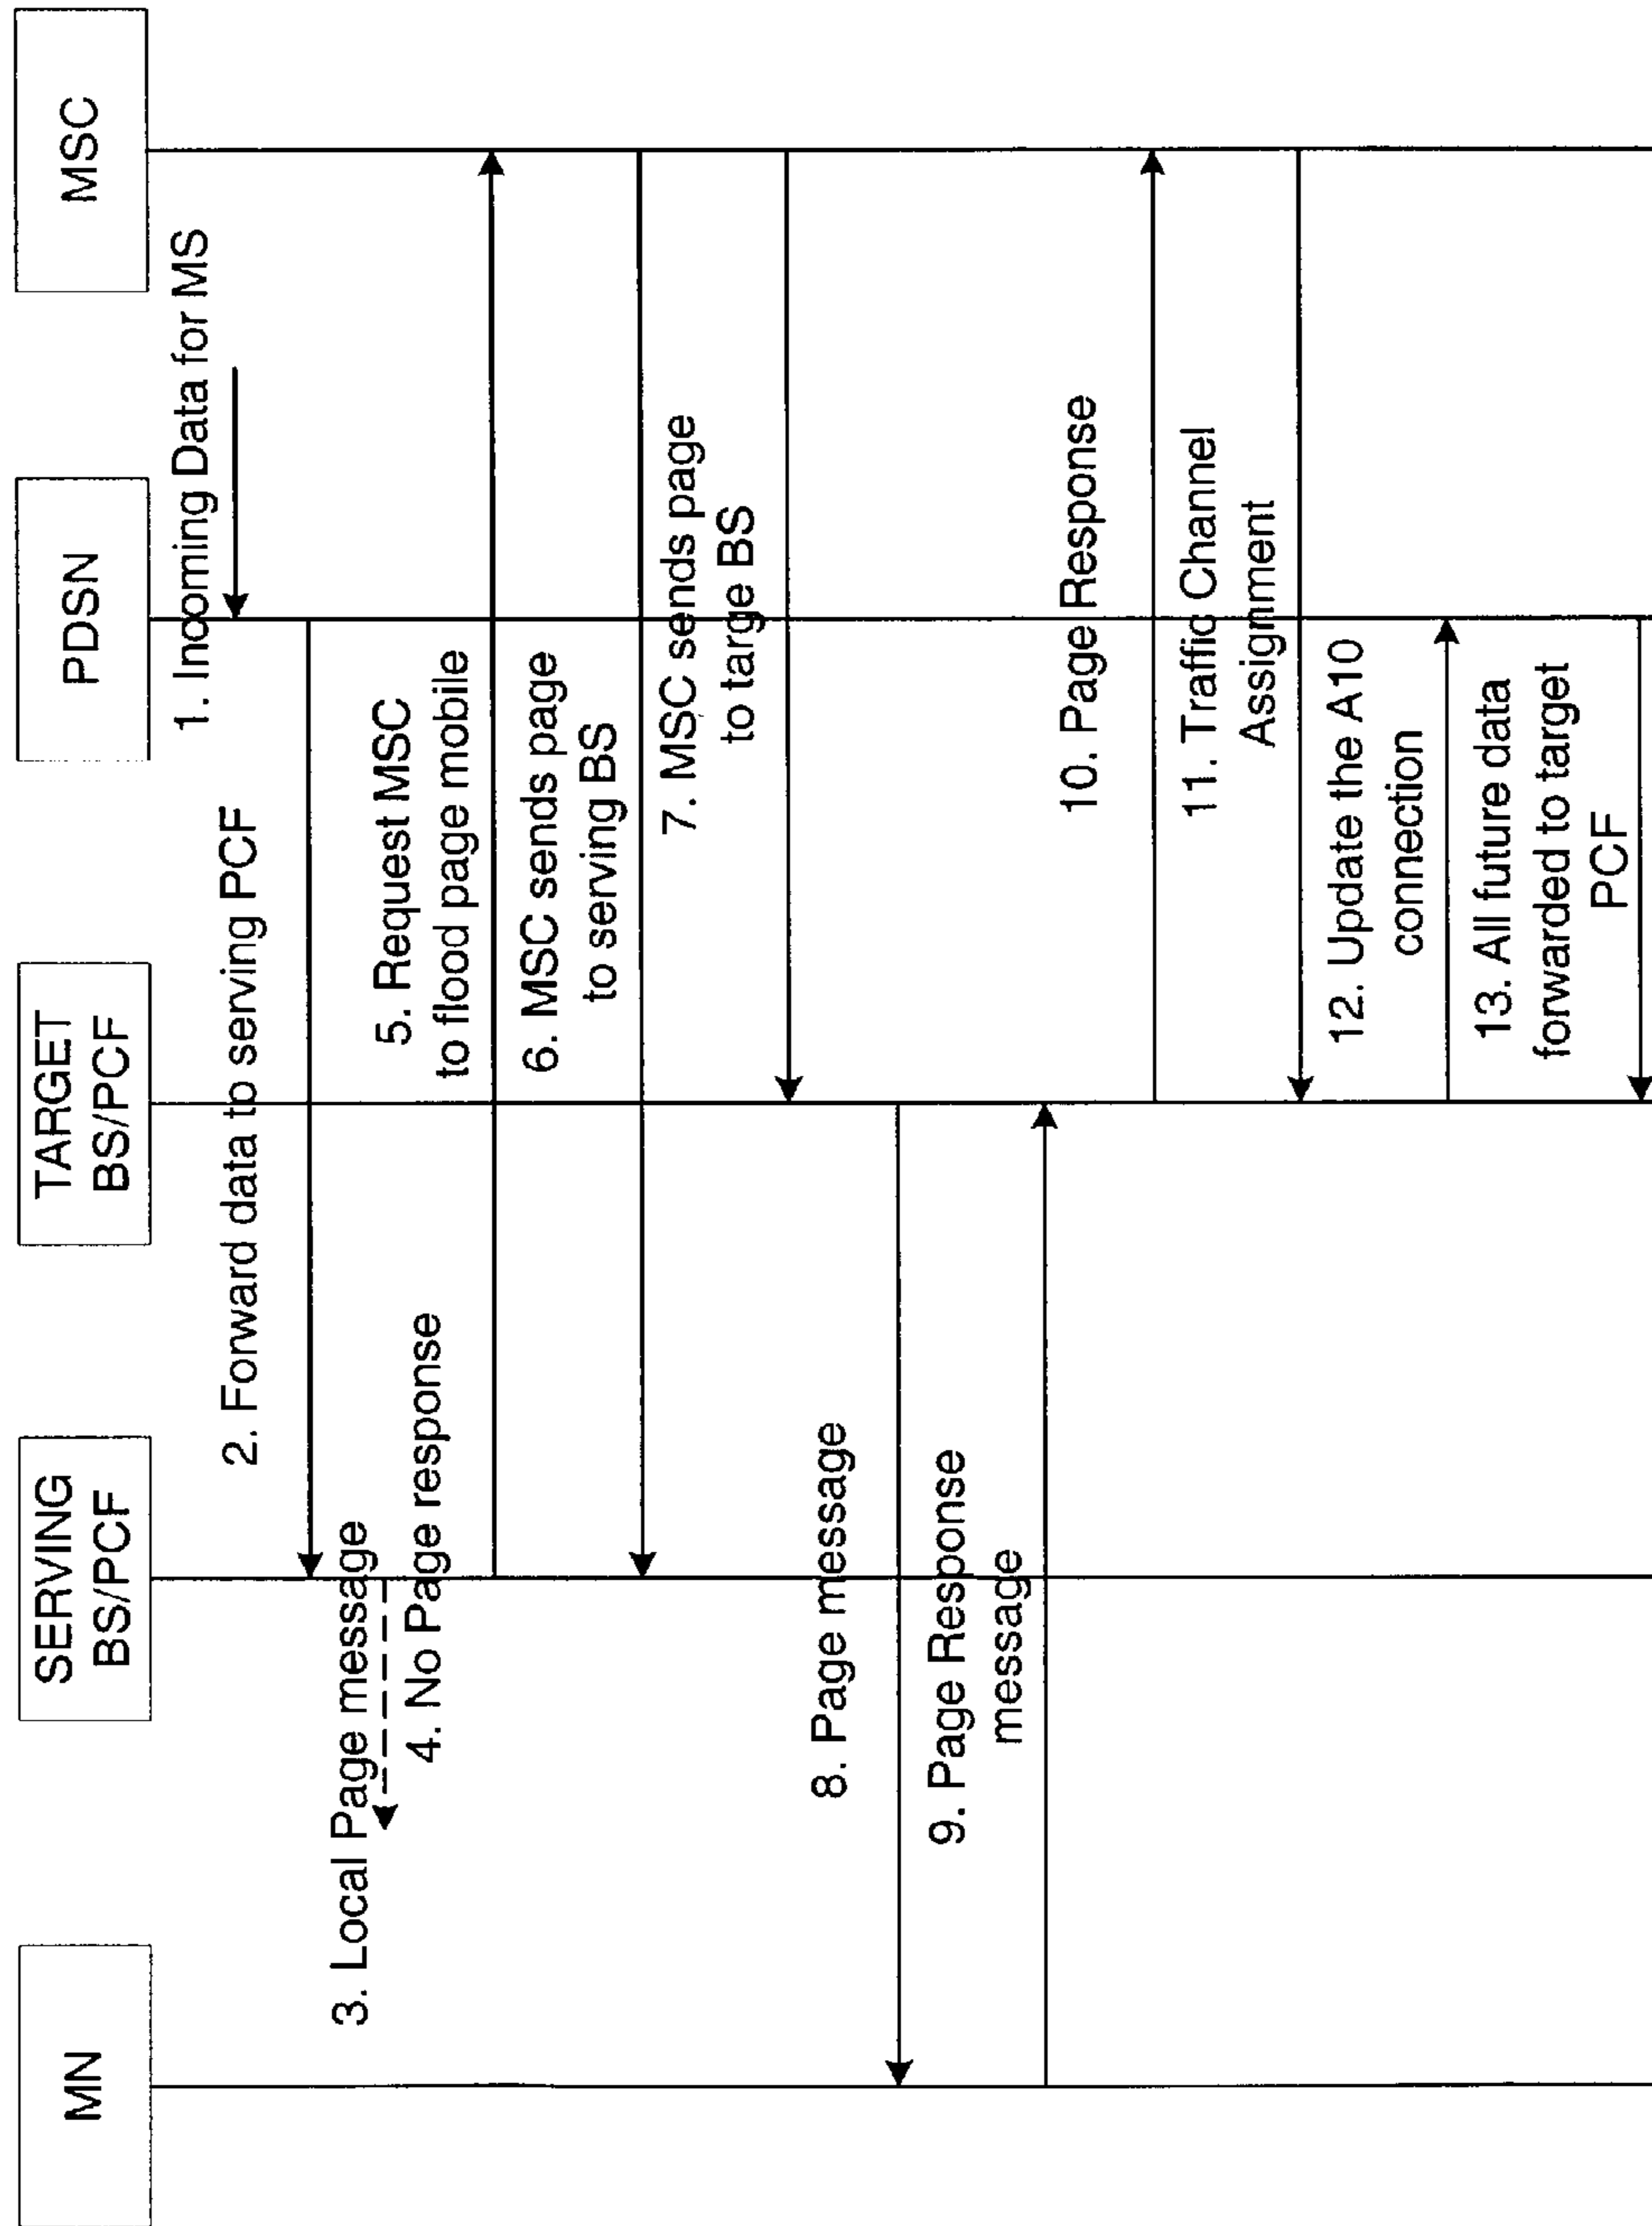 MN
SERVING
BS/PCF
TARGET
BS/PCF
PDSN
MSC
1. Incoming Data for MS
2. Forward data to serving PCF
3. Local Page message
4. No Page response
5. Request MSC
to flood page mobile
6. MSC sends page
to serving BS
7. MSC sends page
to targe BS
8. Page message
9. Page Response
message
10. Page Response
11. Traffic Channel
Assignment
12. Update the A10
connection
13. All future data
forwarded to target
PCF